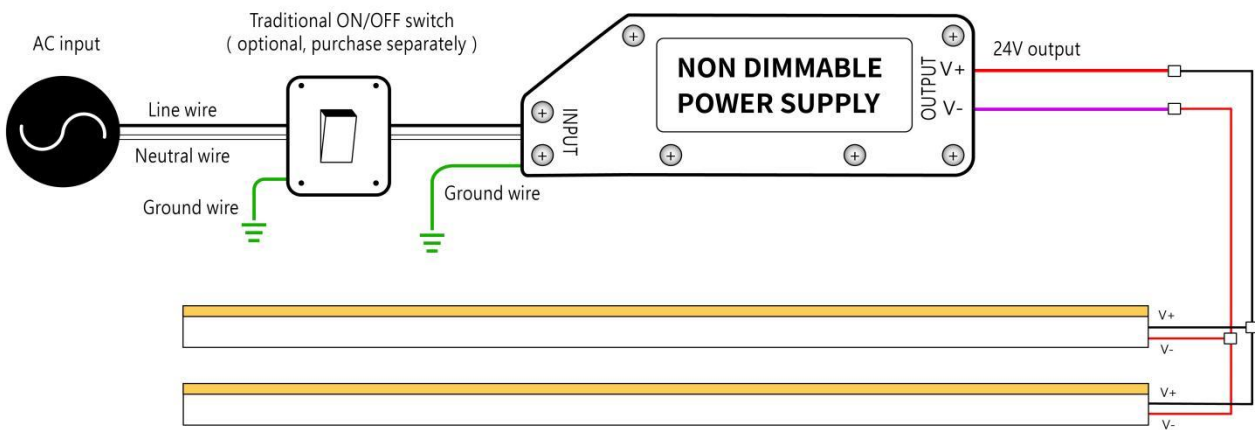 Traditional ON/OFF switch
( optional, purchase separately )
AC input
Line wire
Neutral wire
Ground wire
Ground wire
INPUT
NON DIMMABLE
POWER SUPPLY
OUTPUT
V+
V-
24V output
V+
V-
V+
V-